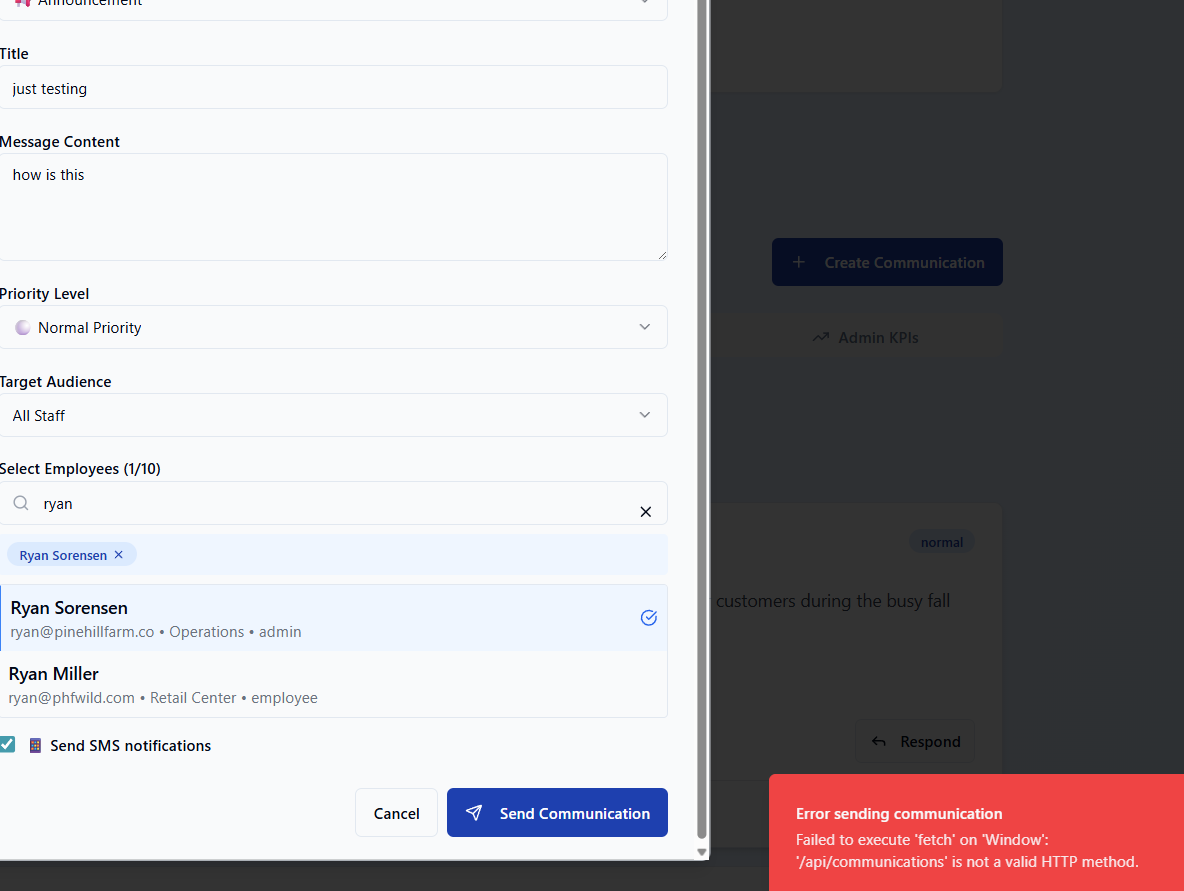 Announcement
Title
just testing
Message Content
how is this
Priority Level
Normal Priority
Target Audience
All Staff
Select Employees (1/10)
ryan
Ryan Sorensen
Ryan Sorensen
ryan@pinehillfarm.co • Operations • admin
Ryan Miller
ryan@phfwild.com • Retail Center • employee
Send SMS notifications
Cancel
Send Communication
Create Communication
Admin KPIs
normal
customers during the busy fall
Respond
Error sending communication
Failed to execute 'fetch' on 'Window':
'/api/communications' is not a valid HTTP method.